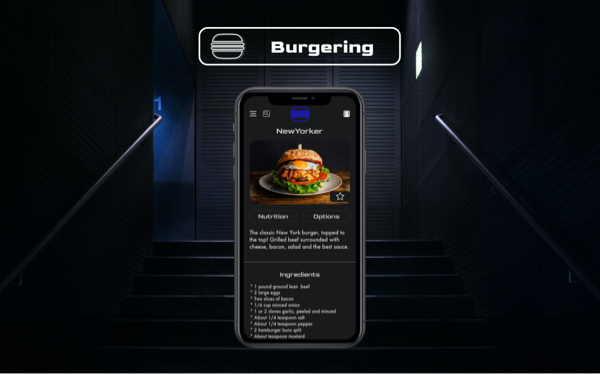 Burgering
NewYorker
Nutrition
Options
The classic New York burger, topped to
the top! Grilled beef surrounded with
cheese, bacon, salad and the best sauce.
Ingredients
* 1 pound ground lean beef
* 2 large eggs
* Two slices of bacon
* 1/4 cup minced onion
* 1 or 2 cloves garlic, peeled and minced
* About 1/4 teaspoon salt
* About 1/4 teaspoon pepper
* 2 hamburger buns split
* About teaspoon mustard